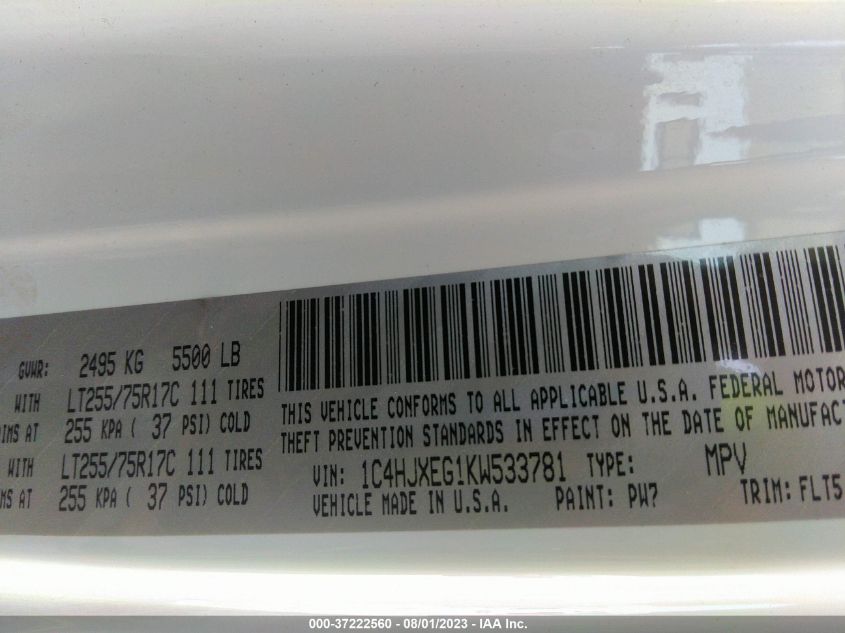 GVWR: 2495 KG 5500 LB
WITH LT255/75R17C 111 TIRES
AT 255 KPA ( 37 PSI) COLD
WITH LT255/75R17C 111 TIRES
AT 255 KPA ( 37 PSI) COLD
THIS VEHICLE CONFORMS TO ALL APPLICABLE U.S.A. FEDERAL MOTOR
THEFT PREVENTION STANDARDS IN EFFECT ON THE DATE OF MANUFACT
VIN: 1C4HJXEG1KW533781 TYPE: MPV
VEHICLE MADE IN U.S.A. PAINT: PW7 TRIM: FLT5
000-37222560 - 08/01/2023 - IAA Inc.